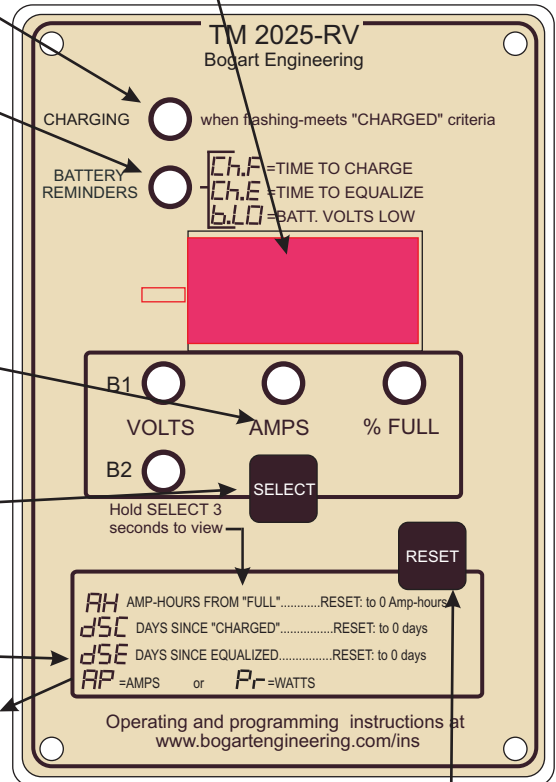 TM 2025-RV
Bogart Engineering
CHARGING when flashing-meets "CHARGED" criteria
BATTERY REMINDERS
Ch.F =TIME TO CHARGE
Ch.E =TIME TO EQUALIZE
b.LO =BATT. VOLTS LOW
B1
VOLTS AMPS % FULL
B2
SELECT
Hold SELECT 3
seconds to view
RESET
AH AMP-HOURS FROM "FULL"............RESET: to 0 Amp-hours
dSC DAYS SINCE "CHARGED"................RESET: to 0 days
dSE DAYS SINCE EQUALIZED................RESET: to 0 days
AP =AMPS or Pr =WATTS
Operating and programming instructions at
www.bogartengineering.com/ins